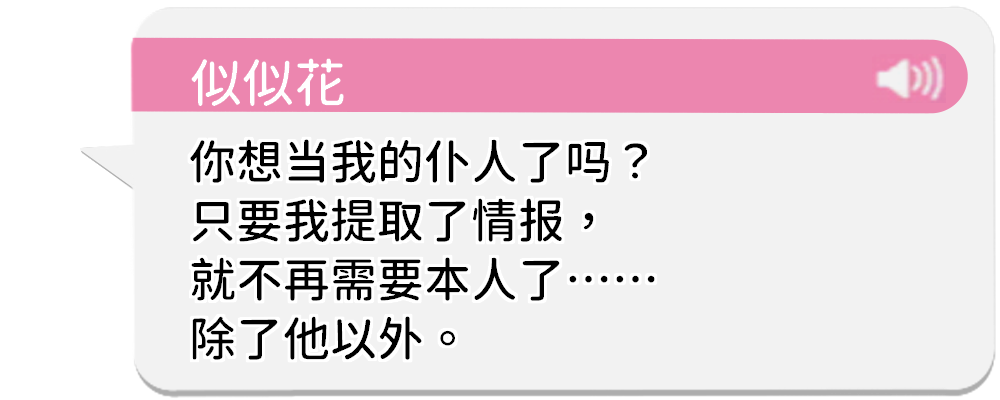 似似花
你想当我的仆人了吗？
只要我提取了情报，
就不再需要本人了⋯⋯
除了他以外。